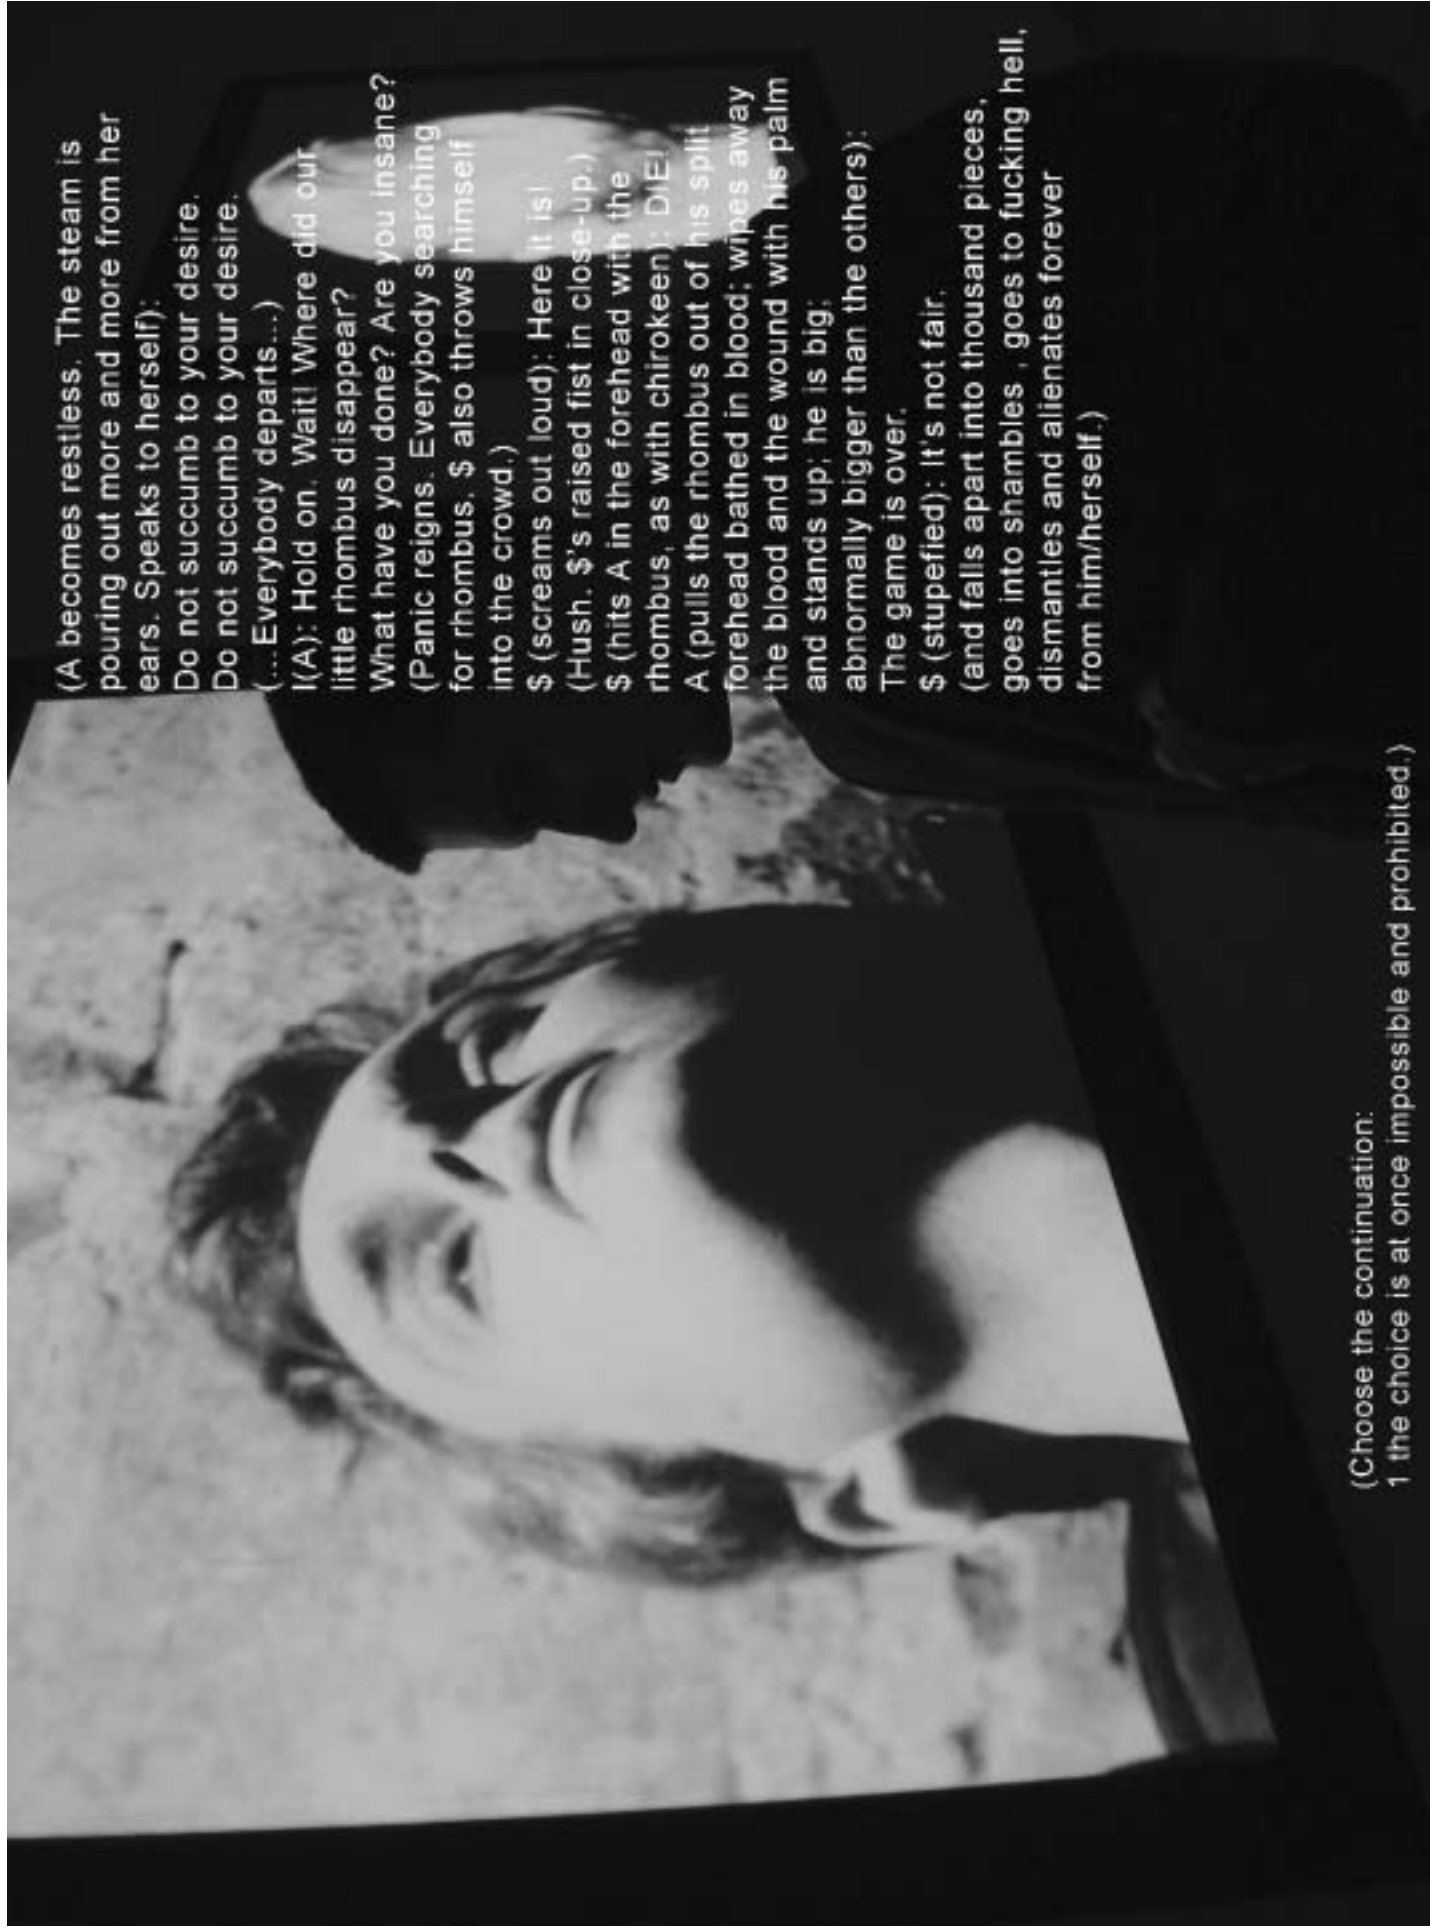 (A becomes restless. The steam is
pouring out more and more from her
ears. Speaks to herself):
Do not succumb to your desire.
Do not succumb to your desire.
(...Everybody departs...)
I(A): Hold on. Wait! Where did our
little rhombus disappear?
What have you done? Are you insane?
(Panic reigns. Everybody searching
for rhombus. $ also throws himself
into the crowd.)
$ (screams out loud): Here it is!
(Hush. $'s raised fist in close-up.)
$ (hits A in the forehead with the
rhombus, as with chirokeen): DIE!
A (pulls the rhombus out of his split
forehead bathed in blood; wipes away
the blood and the wound with his palm
and stands up; he is big;
abnormally bigger than the others):
The game is over.
$ (stupefied): It's not fair.
(and falls apart into thousand pieces,
goes into shambles , goes to fucking hell,
dismantles and alienates forever
from him/herself.)
(Choose the continuation:
1 the choice is at once impossible and prohibited.)